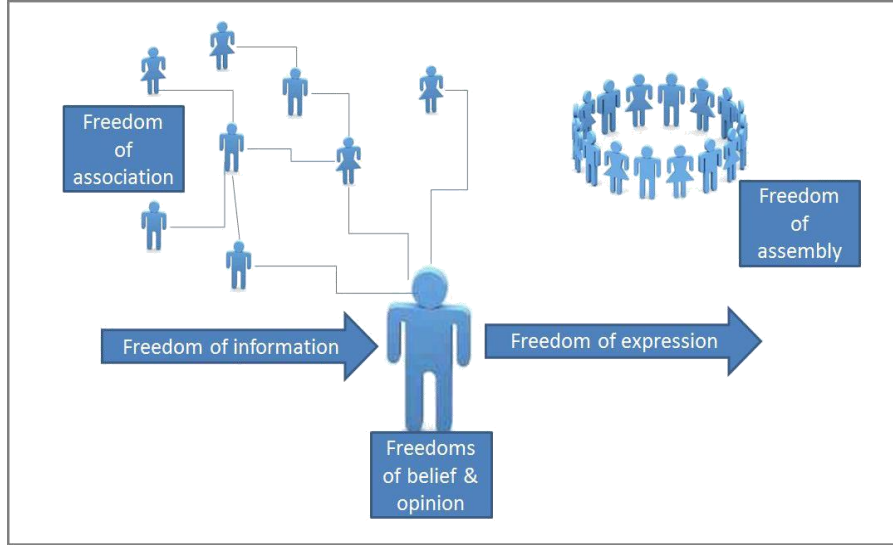 Freedom
of
association
Freedom
of
assembly
Freedom of information
Freedom of expression
Freedoms
of belief &
opinion